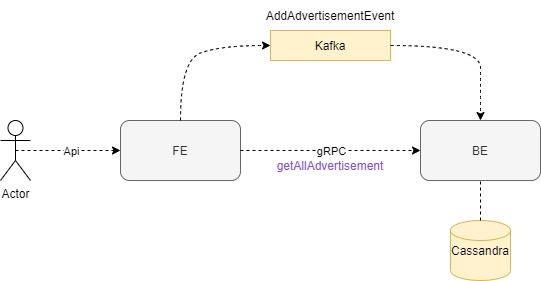 AddAdvertisementEvent
Kafka
Api
FE
gRPC
getAllAdvertisement
BE
Actor
Cassandra